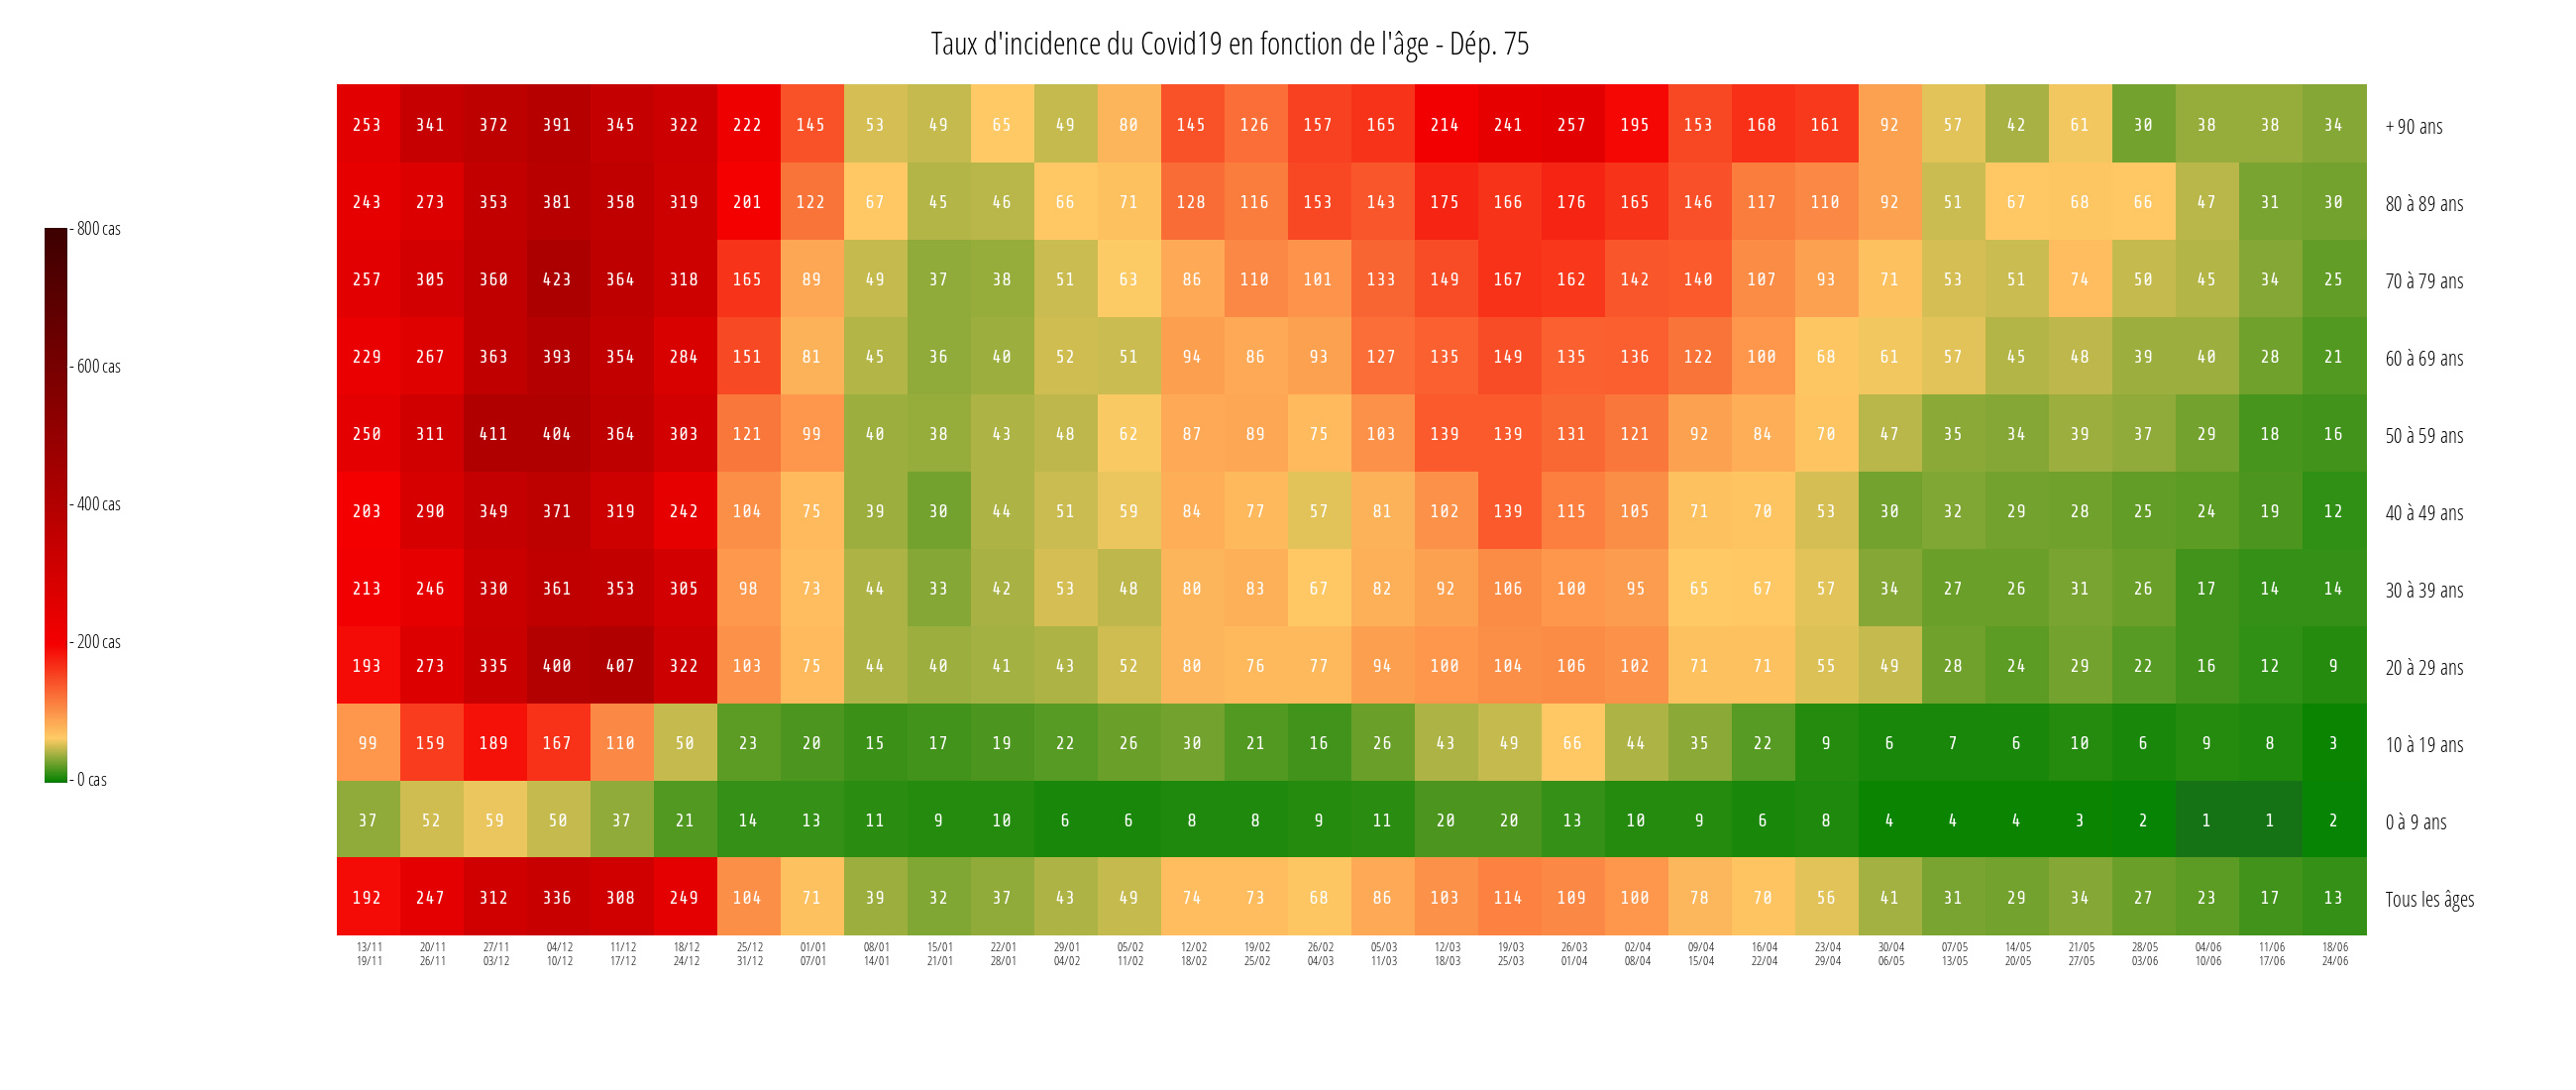 Taux d'incidence du Covid19 en fonction de l'âge - Dép. 75
- 800 cas
- 600 cas
- 400 cas
- 200 cas
- 0 cas
253 341 372 391 345 322 222 145 53 49 65 49 80 145 126 157 165 214 241 257 195 153 168 161 92 57 42 61 30 38 38 34 + 90 ans
243 273 353 381 358 319 201 122 67 45 46 66 71 128 116 153 143 175 166 176 165 146 117 110 92 51 67 68 66 47 31 30 80 à 89 ans
257 305 360 423 364 318 165 89 49 37 38 51 63 86 110 101 133 149 167 162 142 140 107 93 71 53 51 74 50 45 34 25 70 à 79 ans
229 267 363 393 354 284 151 81 45 36 40 52 51 94 86 93 127 135 149 135 136 122 100 68 61 57 45 48 39 40 28 21 60 à 69 ans
250 311 411 404 364 303 121 99 40 38 43 48 62 87 89 75 103 139 139 131 121 92 84 70 47 35 34 39 37 29 18 16 50 à 59 ans
203 290 349 371 319 242 104 75 39 30 44 51 59 84 77 57 81 102 139 115 105 71 70 53 30 32 29 28 25 24 19 12 40 à 49 ans
213 246 330 361 353 305 98 73 44 33 42 53 48 80 83 67 82 92 106 100 95 65 67 57 34 27 26 31 26 17 14 14 30 à 39 ans
193 273 335 400 407 322 103 75 44 40 41 43 52 80 76 77 94 100 104 106 102 71 71 55 49 28 24 29 22 16 12 9 20 à 29 ans
99 159 189 167 110 50 23 20 15 17 19 22 26 30 21 16 26 43 49 66 44 35 22 9 6 7 6 10 6 9 8 3 10 à 19 ans
37 52 59 50 37 21 14 13 11 9 10 6 6 8 8 9 11 20 20 13 10 9 6 8 4 4 4 3 2 1 1 2 0 à 9 ans
192 247 312 336 308 249 104 71 39 32 37 43 49 74 73 68 86 103 114 109 100 78 70 56 41 31 29 34 27 23 17 13 Tous les âges
13/11 20/11 27/11 04/12 11/12 18/12 25/12 01/01 08/01 15/01 22/01 29/01 05/02 12/02 19/02 26/02 05/03 12/03 19/03 26/03 02/04 09/04 16/04 23/04 30/04 07/05 14/05 21/05 28/05 04/06 11/06 18/06
19/11 26/11 03/12 10/12 17/12 24/12 31/12 07/01 14/01 21/01 28/01 04/02 11/02 18/02 25/02 04/03 11/03 18/03 25/03 01/04 08/04 15/04 22/04 29/04 06/05 13/05 20/05 27/05 03/06 10/06 17/06 24/06